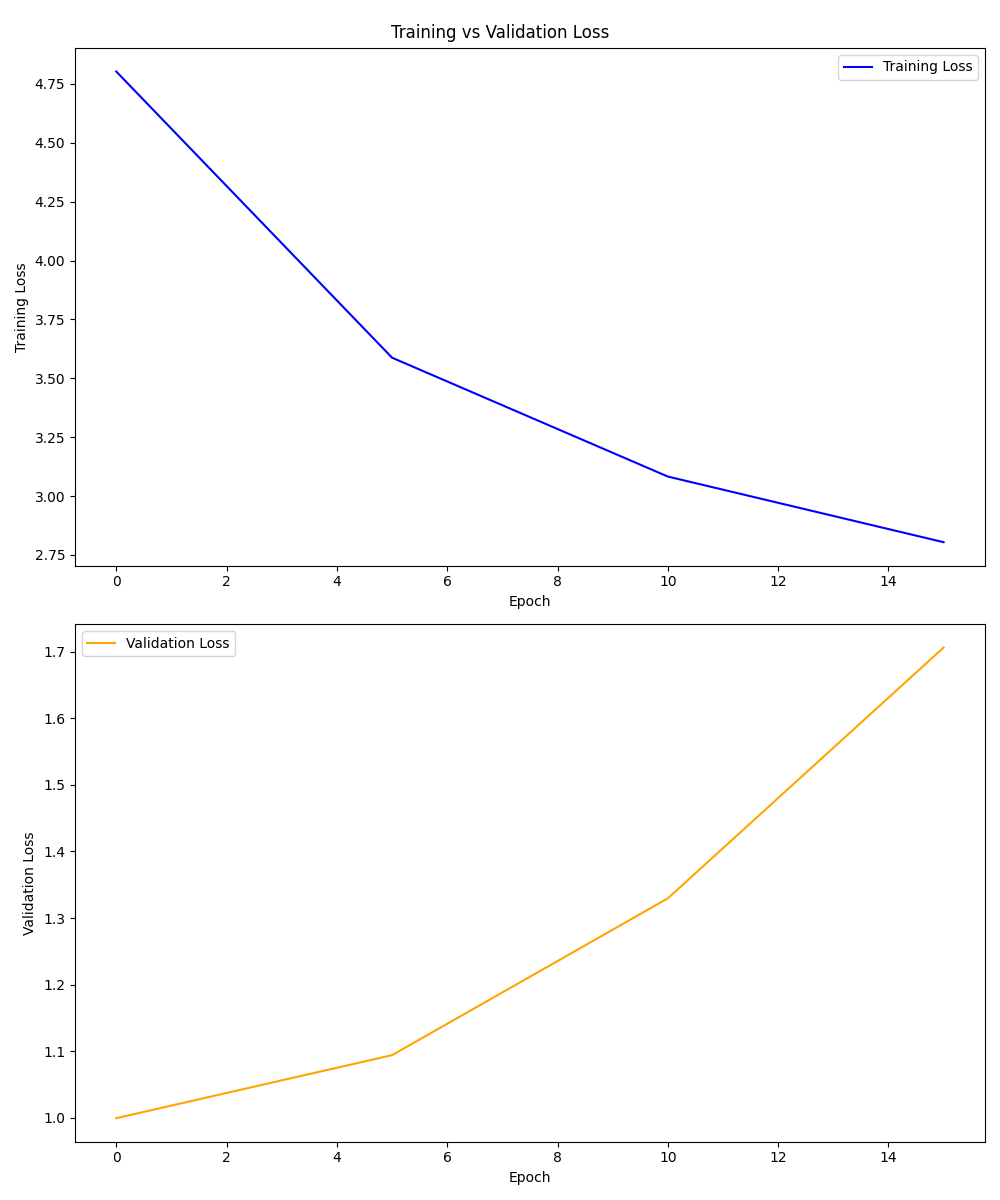 Training vs Validation Loss
Training Loss
4.75
4.50
4.25
4.00
3.75
3.50
3.25
3.00
2.75
Training Loss
0 2 4 6 8 10 12 14
Epoch
Validation Loss
1.7
1.6
1.5
1.4
1.3
1.2
1.1
1.0
Validation Loss
0 2 4 6 8 10 12 14
Epoch